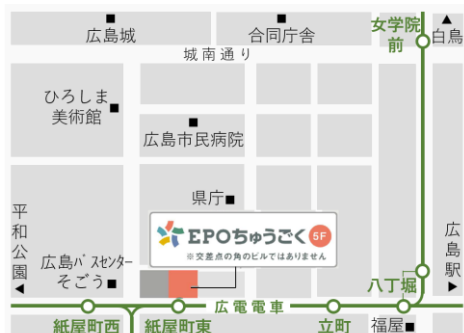 広島城
合同庁舎
女学院
前
白島
城南通り
ひろしま
美術館
広島市民病院
県庁
EPOちゅうごく 5F
※交差点の角のビルではありません
平和公園
広島バスセンター
そごう
広島駅
八丁堀
広電電車
紙屋町西
紙屋町東
立町
福屋